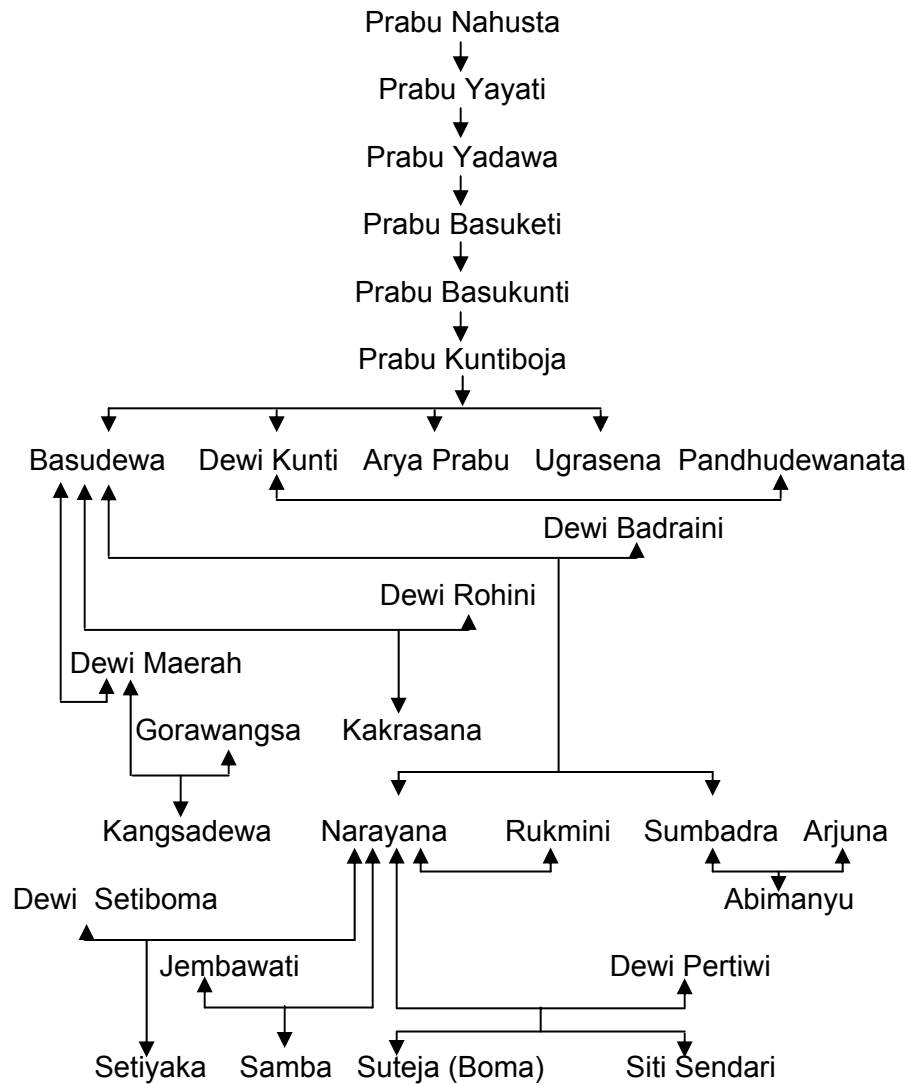 Prabu Nahusta
Prabu Yayati
Prabu Yadawa
Prabu Basuketi
Prabu Basukunti
Prabu Kuntiboja
Basudewa Dewi Kunti Arya Prabu Ugrasena Pandhudewanata
Dewi Badraini
Dewi Rohini
Dewi Maerah
Gorawangsa Kakrasana
Kangsadewa Narayana Rukmini Sumbadra Arjuna
Dewi Setiboma Abimanyu
Jembawati Dewi Pertiwi
Setiyaka Samba Suteja (Boma) Siti Sendari